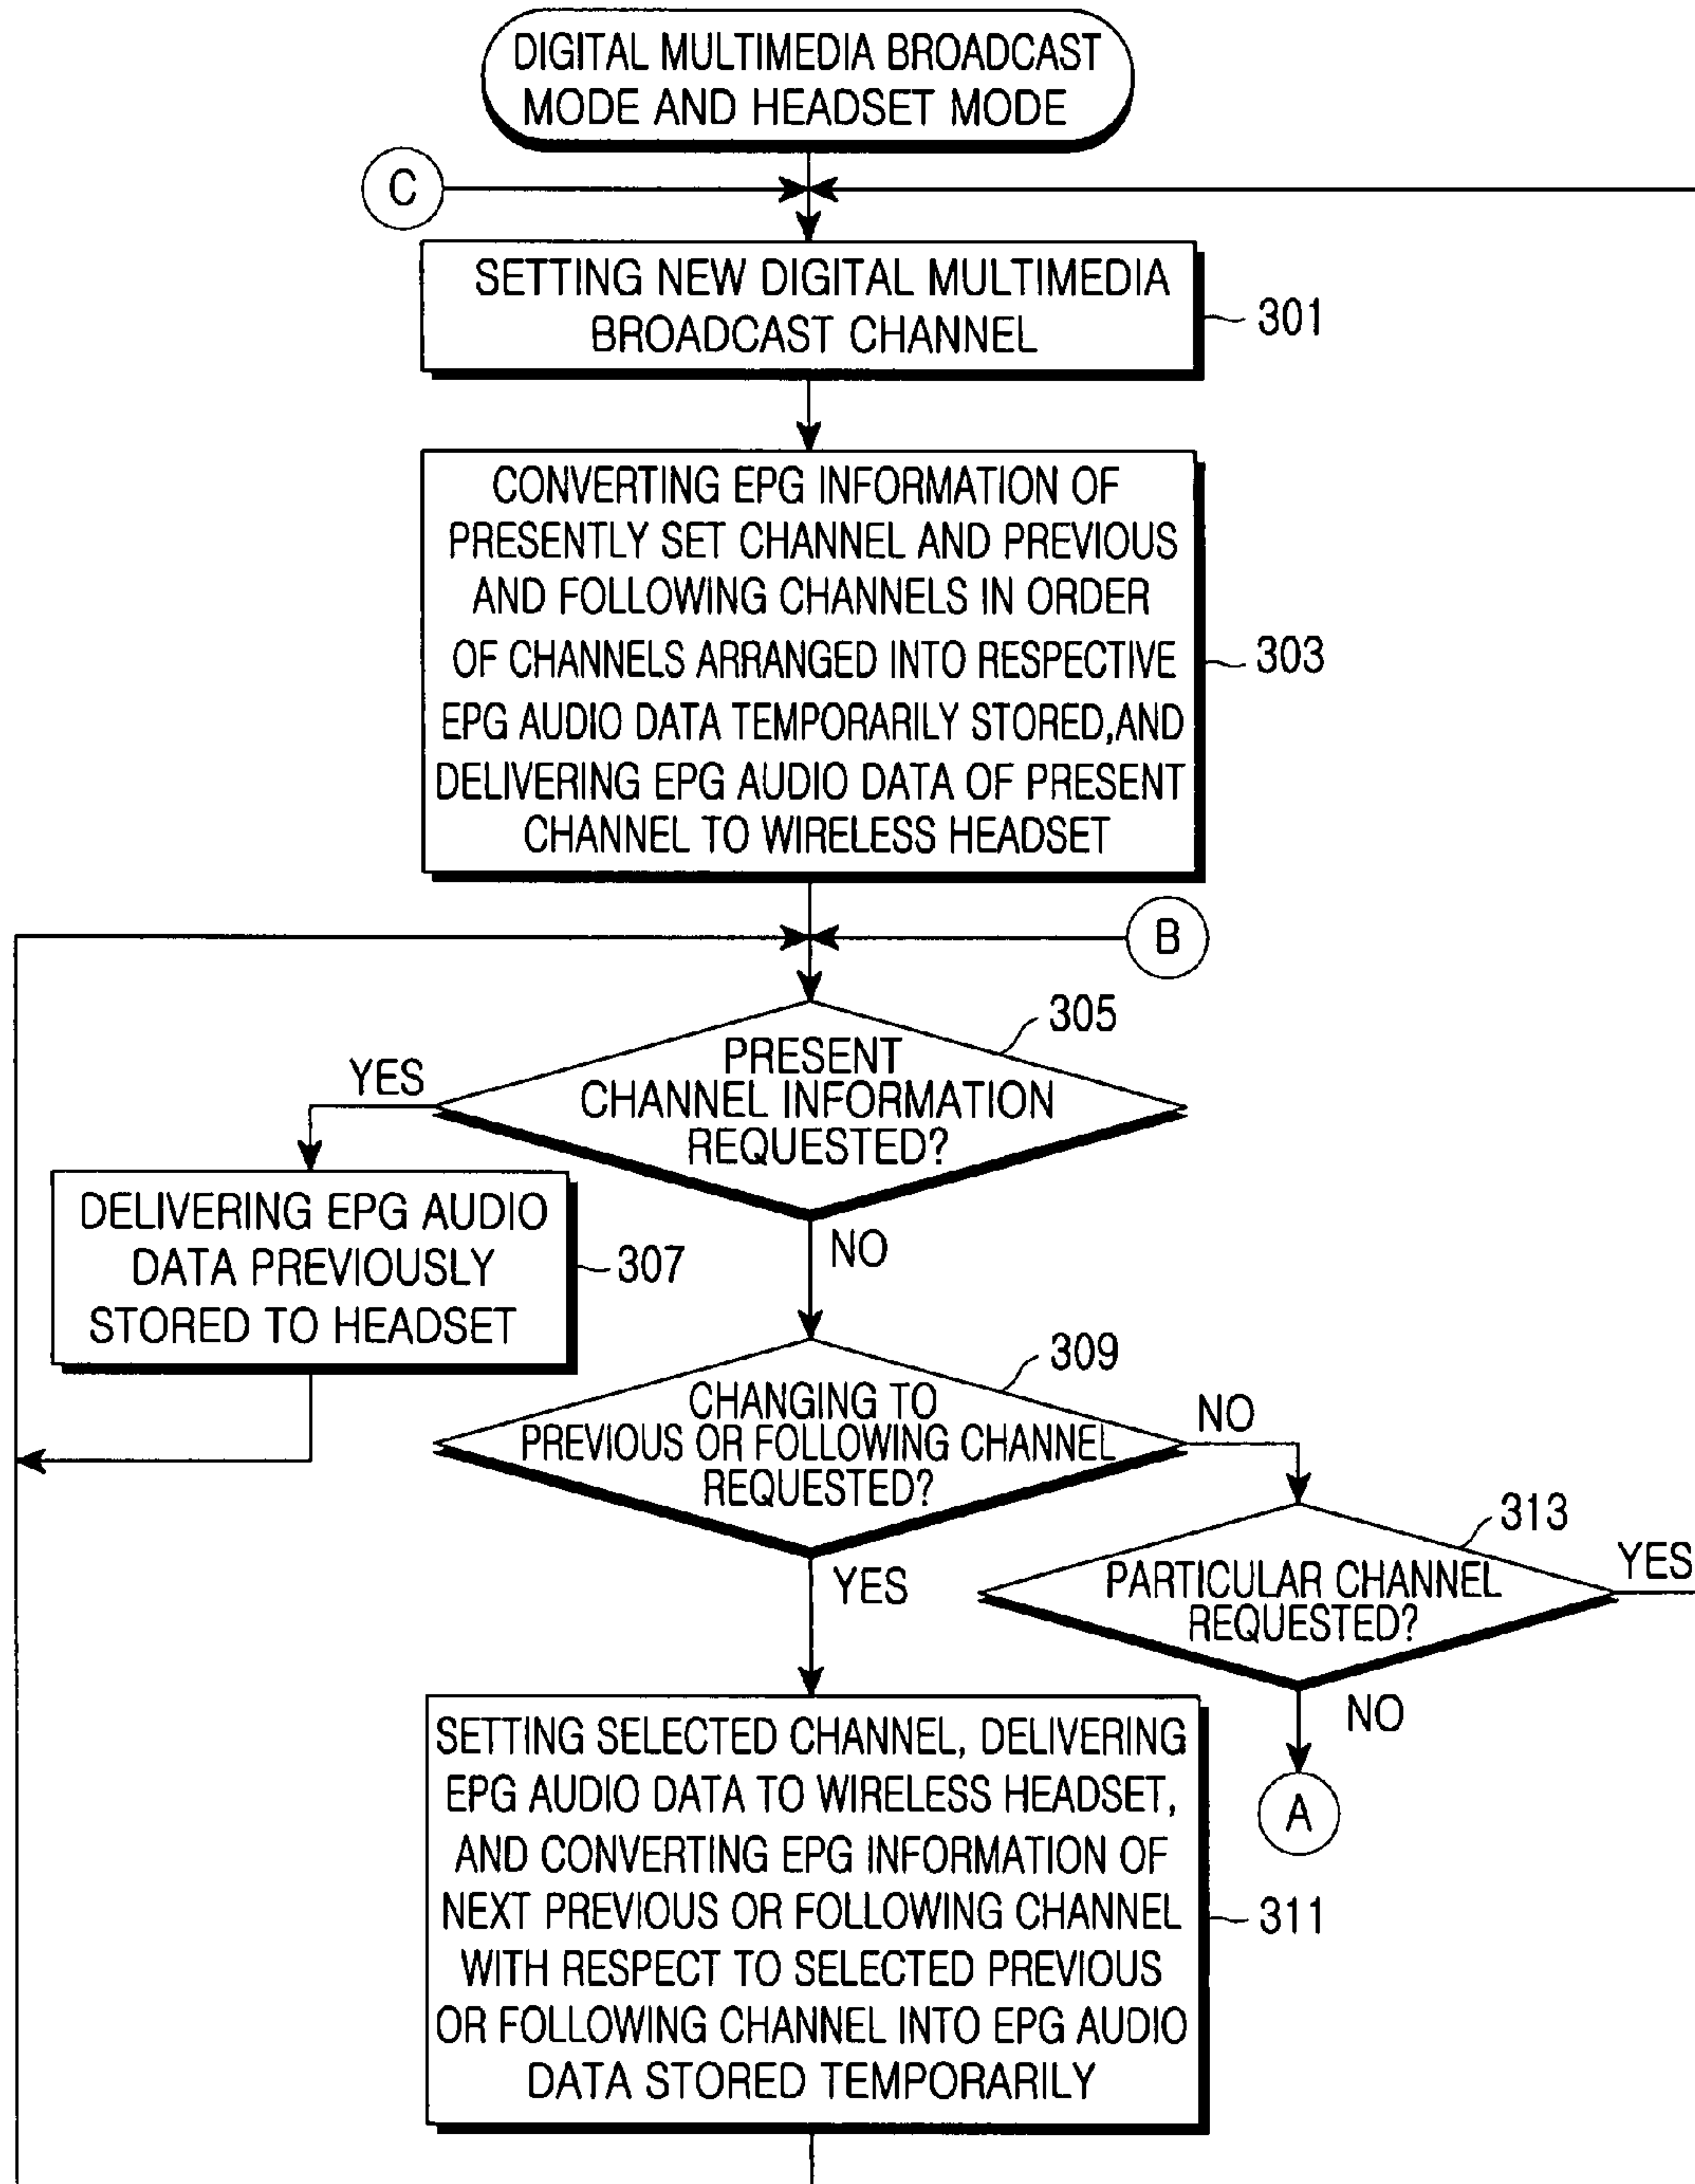 DIGITAL MULTIMEDIA BROADCAST
MODE AND HEADSET MODE
C
SETTING NEW DIGITAL MULTIMEDIA
BROADCAST CHANNEL
301
CONVERTING EPG INFORMATION OF
PRESENTLY SET CHANNEL AND PREVIOUS
AND FOLLOWING CHANNELS IN ORDER
OF CHANNELS ARRANGED INTO RESPECTIVE
EPG AUDIO DATA TEMPORARILY STORED,AND
DELIVERING EPG AUDIO DATA OF PRESENT
CHANNEL TO WIRELESS HEADSET
303
B
305
PRESENT
CHANNEL INFORMATION
REQUESTED?
YES
NO
DELIVERING EPG AUDIO
DATA PREVIOUSLY
STORED TO HEADSET
307
309
CHANGING TO
PREVIOUS OR FOLLOWING CHANNEL
REQUESTED?
NO
YES
313
PARTICULAR CHANNEL
REQUESTED?
YES
NO
A
SETTING SELECTED CHANNEL, DELIVERING
EPG AUDIO DATA TO WIRELESS HEADSET,
AND CONVERTING EPG INFORMATION OF
NEXT PREVIOUS OR FOLLOWING CHANNEL
WITH RESPECT TO SELECTED PREVIOUS
OR FOLLOWING CHANNEL INTO EPG AUDIO
DATA STORED TEMPORARILY
311